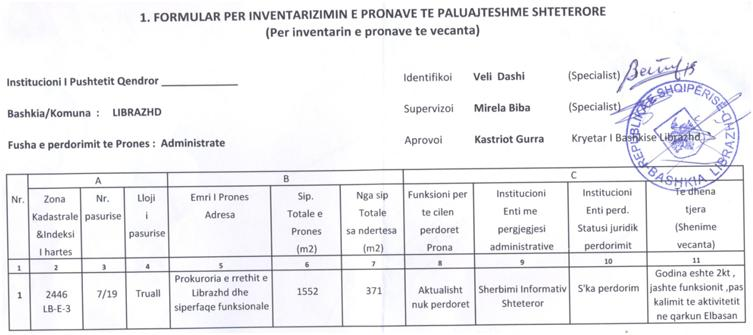 1. FORMULAR PER INVENTARIZIMIN E PRONAVE TE PALUAJTESHME SHTETERORE
(Per inventarin e pronave te vecanta)
Institucioni I Pushtetit Qendror _____________
Identifikoi Veli Dashi (Specialist)
Bashkia/Komuna : LIBRAZHD
Supervizoi Mirela Biba (Specialist)
Fusha e perdorimit te Prones : Administrate
Aprovoi Kastriot Gurra Kryetar I Bashkise Librazhd
REPUBLIKA E SHQIPERISE
BASHKIA LIBRAZHD
A B C
Nr. Zona Kadastrale &Indeksi I hartes
Nr. pasurise
Lloji i pasurise
Emri I Prones Adresa
Sip. Totale e Prones (m2)
Nga sip Totale sa ndertesa (m2)
Funksioni per te cilen perdoret Prona
Institucioni Enti me pergjegjesi administrative
Institucioni Enti perd. Statusi juridik perdorimit
Te dhena tjera (Shenime vecanta)
1 2 3 4 5 6 7 8 9 10 11
1
2446 LB-E-3
7/19
Truall
Prokuroria e rrethit e Librazhd dhe siperfaqe funksionale
1552
371
Aktualisht nuk perdoret
Sherbimi Informativ Shteteror
S'ka perdorim
Godina eshte 2kt , jashte funksionit ,pas kalimit te aktivitetit ne qarkun Elbasan